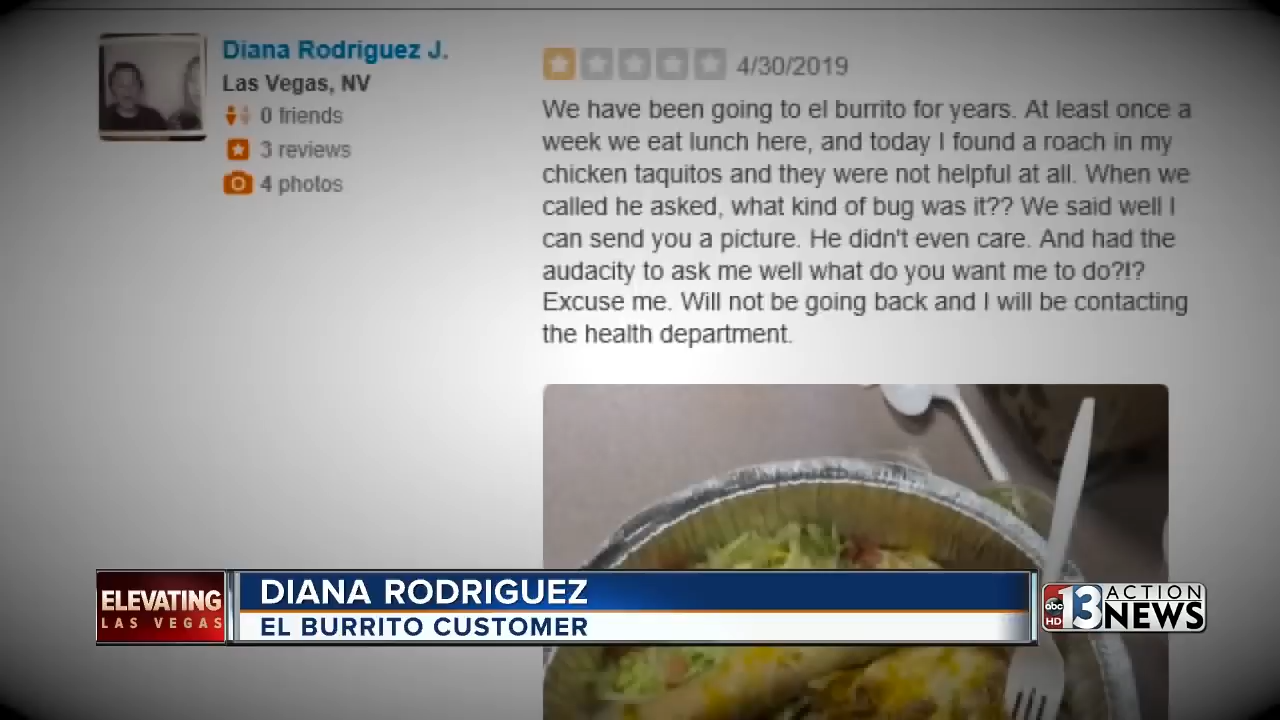 Diana Rodriguez J.
Las Vegas, NV
0 friends
3 reviews
4 photos
4/30/2019
We have been going to el burrito for years. At least once a
week we eat lunch here, and today I found a roach in my
chicken taquitos and they were not helpful at all. When we
called he asked, what kind of bug was it?? We said well I
can send you a picture. He didn't even care. And had the
audacity to ask me well what do you want me to do?!?
Excuse me. Will not be going back and I will be contacting
the health department.
ELEVATING
LAS VEGAS
DIANA RODRIGUEZ
EL BURRITO CUSTOMER
abc
HD
13
ACTION
NEWS